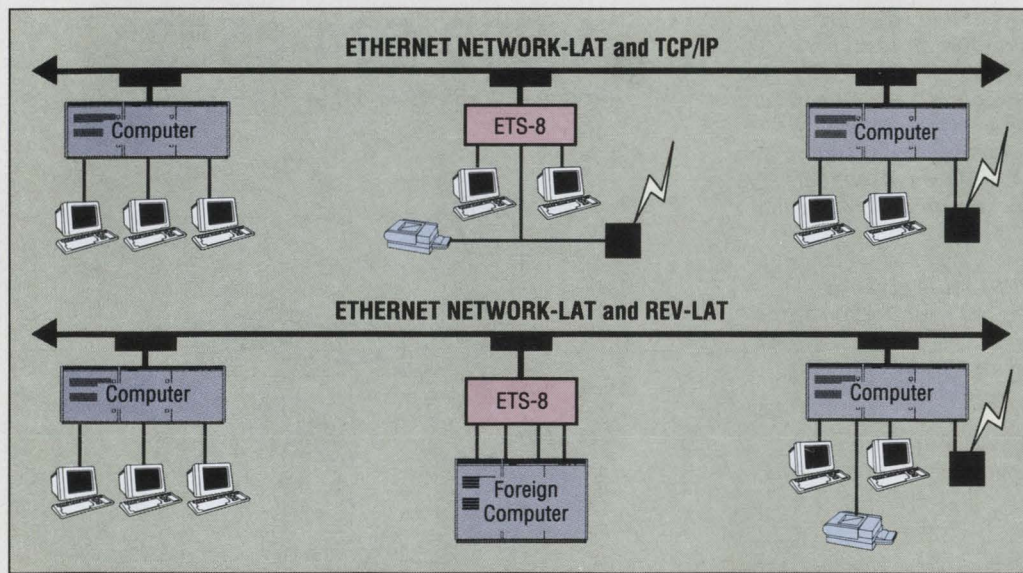 ETHERNET NETWORK-LAT and TCP/IP
Computer
ETS-8
Computer
ETHERNET NETWORK-LAT and REV-LAT
Computer
ETS-8
Computer
Foreign
Computer